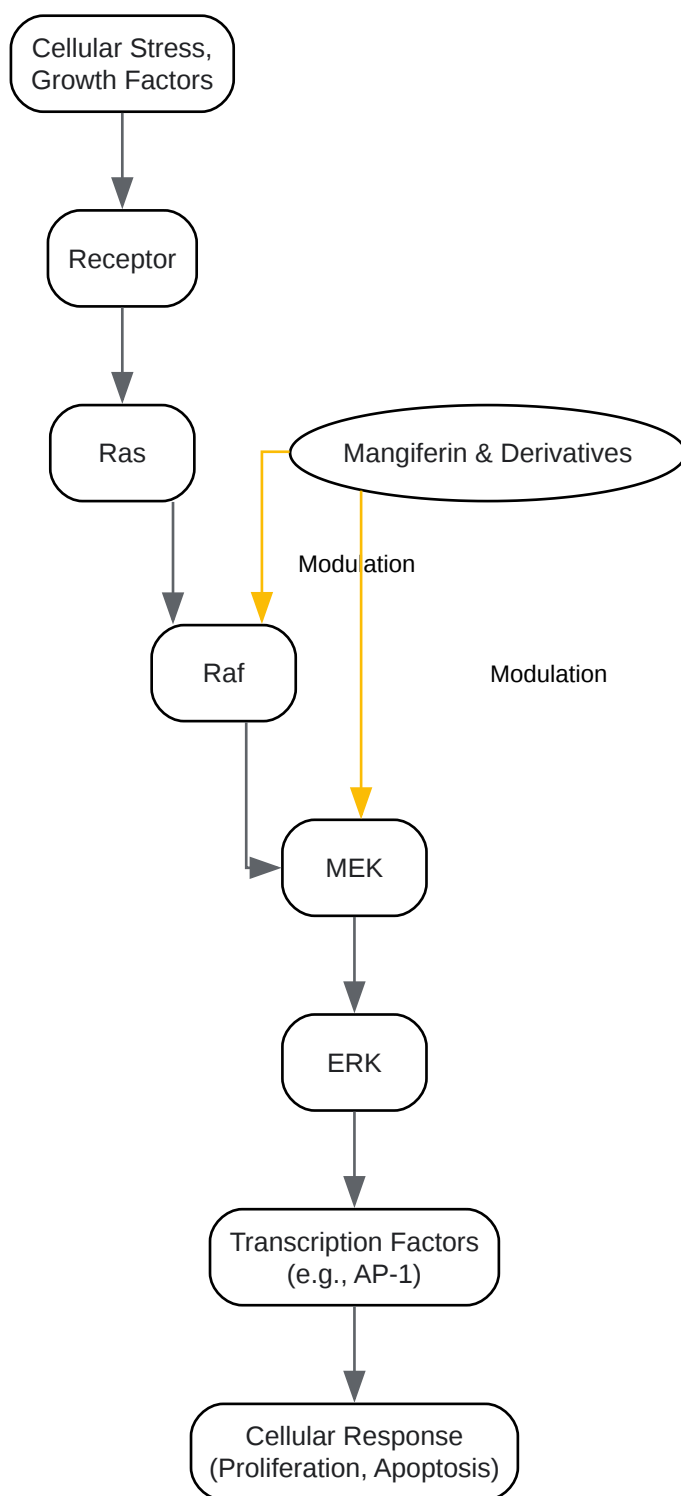 Cellular Stress,
Growth Factors
Receptor
Ras
Mangiferin & Derivatives
Modulation
Raf
Modulation
MEK
ERK
Transcription Factors
(e.g., AP-1)
Cellular Response
(Proliferation, Apoptosis)